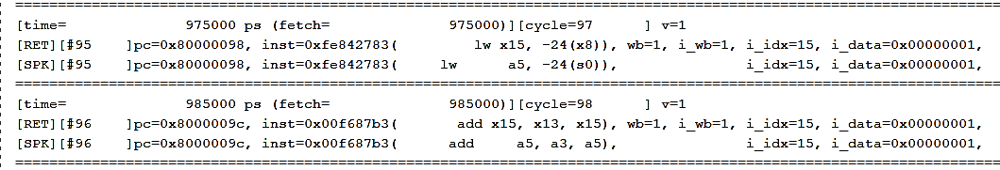 ================================================================================
[time=               975000 ps (fetch=              975000)][cycle=97      ] v=1
[RET][#95     ]pc=0x80000098, inst=0xfe842783(         lw x15, -24(x8)), wb=1, i_wb=1, i_idx=15, i_data=0x00000001,
[SPK][#95     ]pc=0x80000098, inst=0xfe842783(     lw      a5, -24(s0)),               i_idx=15, i_data=0x00000001,
================================================================================
[time=               985000 ps (fetch=              985000)][cycle=98      ] v=1
[RET][#96     ]pc=0x8000009c, inst=0x00f687b3(       add x15, x13, x15), wb=1, i_wb=1, i_idx=15, i_data=0x00000001,
[SPK][#96     ]pc=0x8000009c, inst=0x00f687b3(      add     a5, a3, a5),               i_idx=15, i_data=0x00000001,
================================================================================